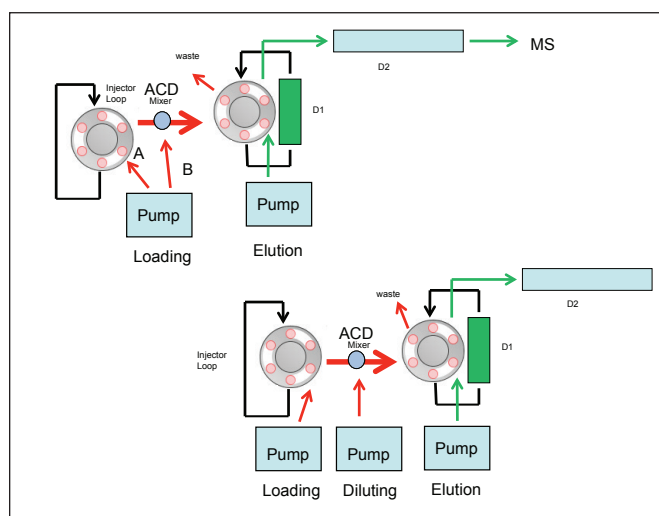 MS
D2
waste
Injector
Loop
ACD
Mixer
D1
A
B
Pump
Pump
Loading
Elution
D2
waste
ACD
Mixer
Injector
Loop
D1
Pump
Pump
Pump
Loading
Diluting
Elution